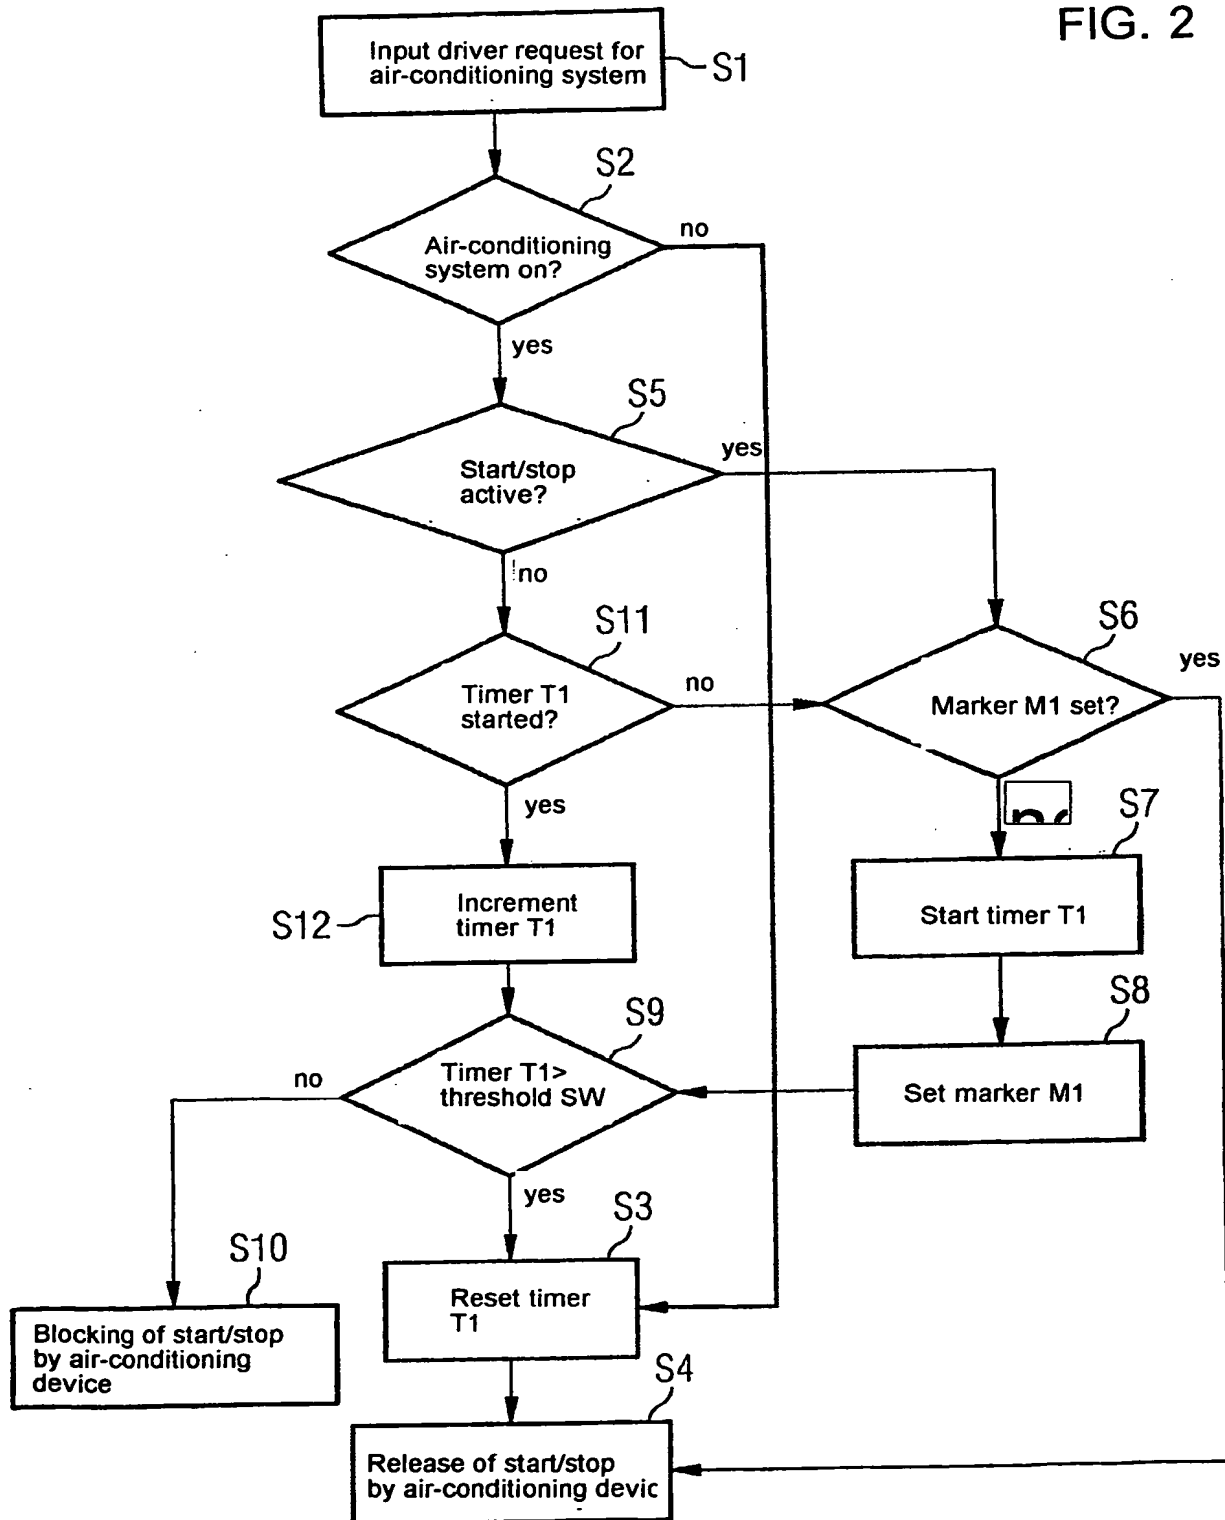 FIG. 2
Input driver request for
air-conditioning system
S1
S2
Air-conditioning
system on?
no
yes
S5
Start/stop
active?
yes
no
S11
Timer T1
started?
no
yes
S6
Marker M1 set?
yes
S7
Start timer T1
S12
Increment
timer T1
S8
Set marker M1
S9
Timer T1>
threshold SW
no
yes
S3
Reset timer
T1
S10
Blocking of start/stop
by air-conditioning
device
S4
Release of start/stop
by air-conditioning devic